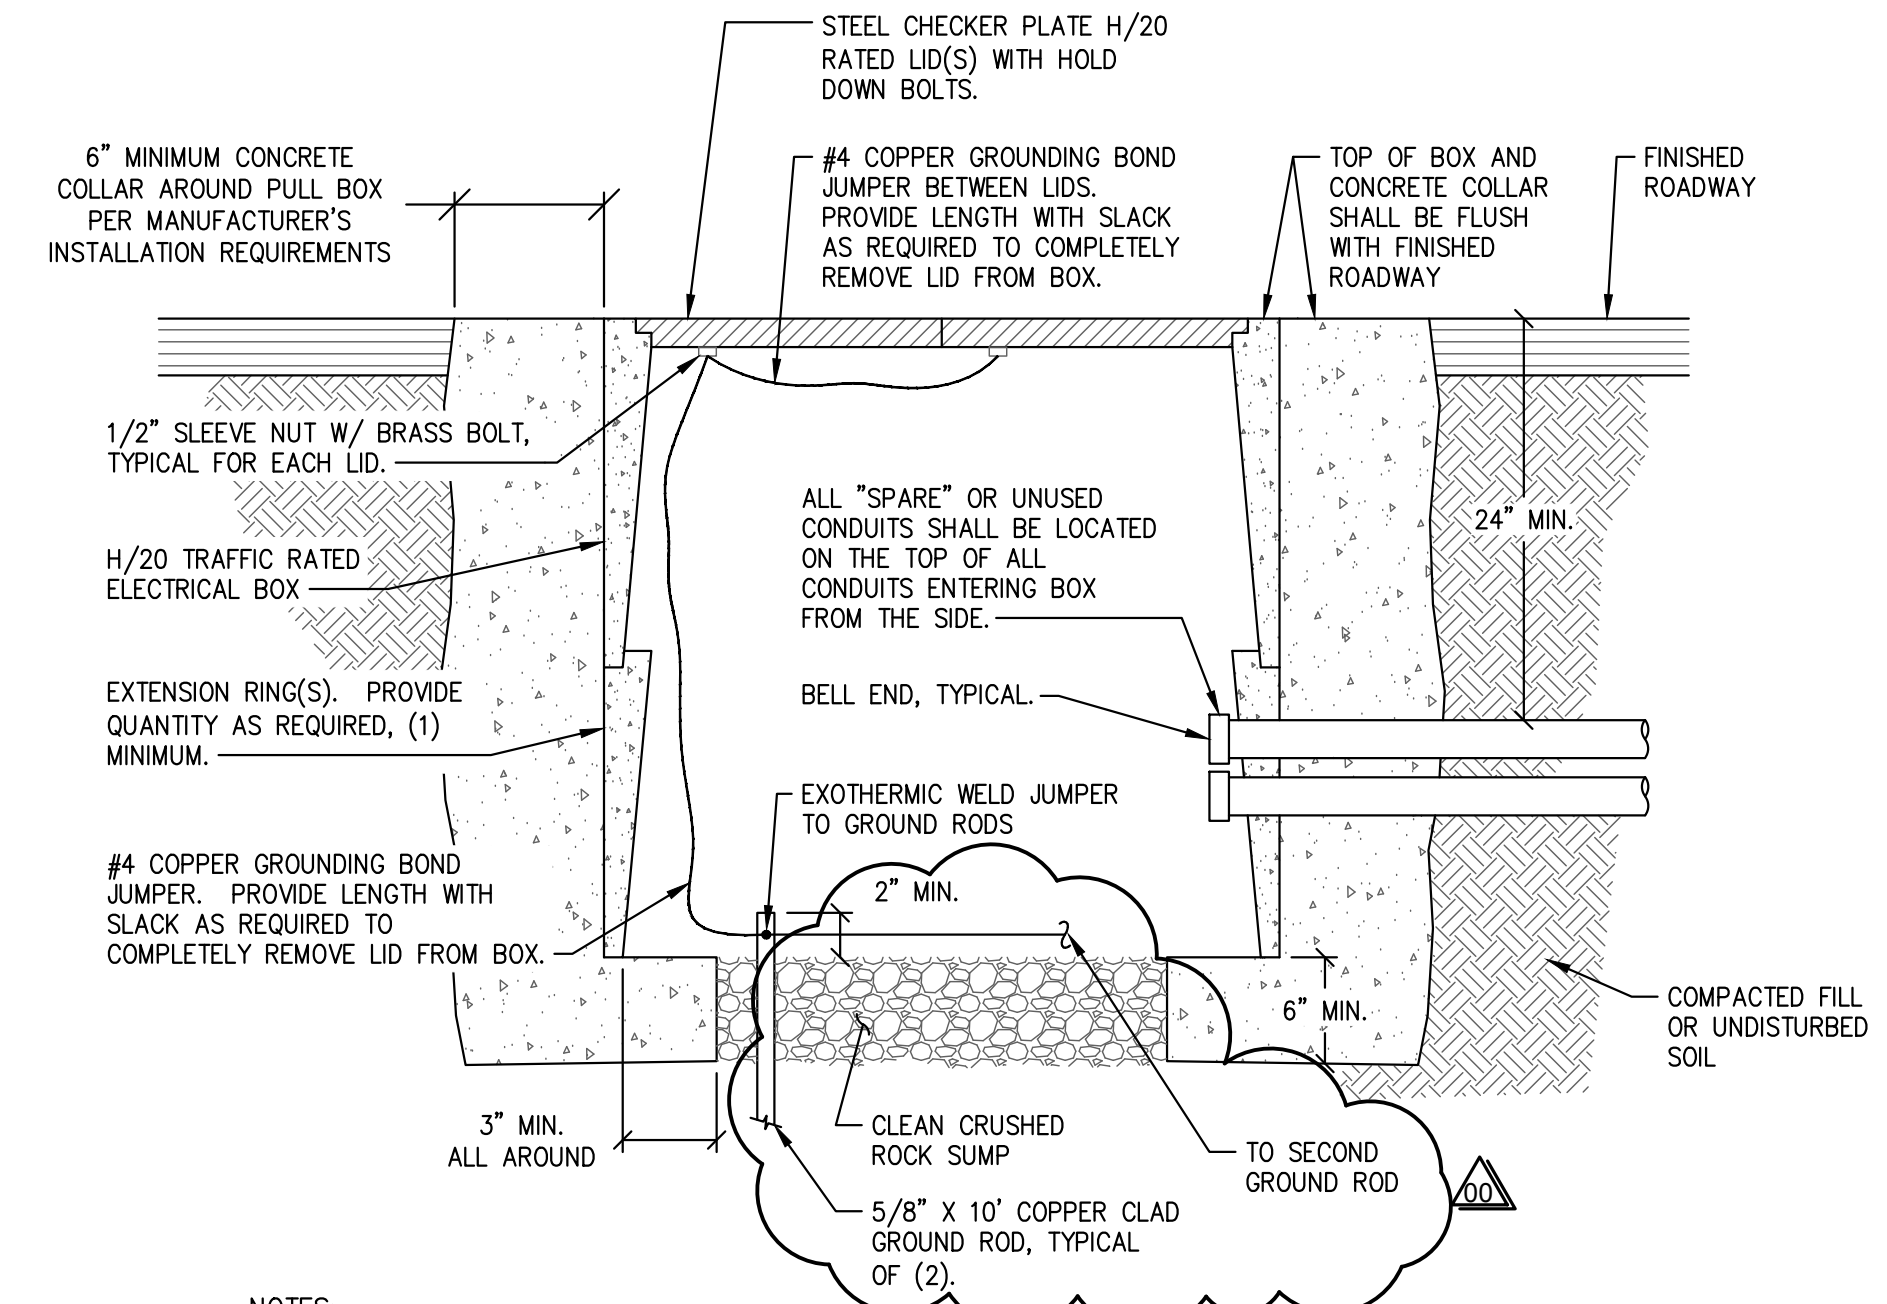 STEEL CHECKER PLATE H/20
RATED LID(S) WITH HOLD
DOWN BOLTS.
6” MINIMUM CONCRETE
COLLAR AROUND PULL BOX
PER MANUFACTURER'S
INSTALLATION REQUIREMENTS
#4 COPPER GROUNDING BOND
JUMPER BETWEEN LIDS.
PROVIDE LENGTH WITH SLACK
AS REQUIRED TO COMPLETELY
REMOVE LID FROM BOX.
TOP OF BOX AND
CONCRETE COLLAR
SHALL BE FLUSH
WITH FINISHED
ROADWAY
FINISHED
ROADWAY
1/2” SLEEVE NUT W/ BRASS BOLT,
TYPICAL FOR EACH LID.
24” MIN.
ALL ”SPARE” OR UNUSED
CONDUITS SHALL BE LOCATED
ON THE TOP OF ALL
CONDUITS ENTERING BOX
FROM THE SIDE.
H/20 TRAFFIC RATED
ELECTRICAL BOX
EXTENSION RING(S). PROVIDE
QUANTITY AS REQUIRED, (1)
MINIMUM.
BELL END, TYPICAL.
EXOTHERMIC WELD JUMPER
TO GROUND RODS
#4 COPPER GROUNDING BOND
JUMPER. PROVIDE LENGTH WITH
SLACK AS REQUIRED TO
COMPLETELY REMOVE LID FROM BOX.
2” MIN.
6” MIN.
COMPACTED FILL
OR UNDISTURBED
SOIL
3” MIN.
ALL AROUND
CLEAN CRUSHED
ROCK SUMP
TO SECOND
GROUND ROD
00
5/8” X 10' COPPER CLAD
GROUND ROD, TYPICAL
OF (2).
NOTES